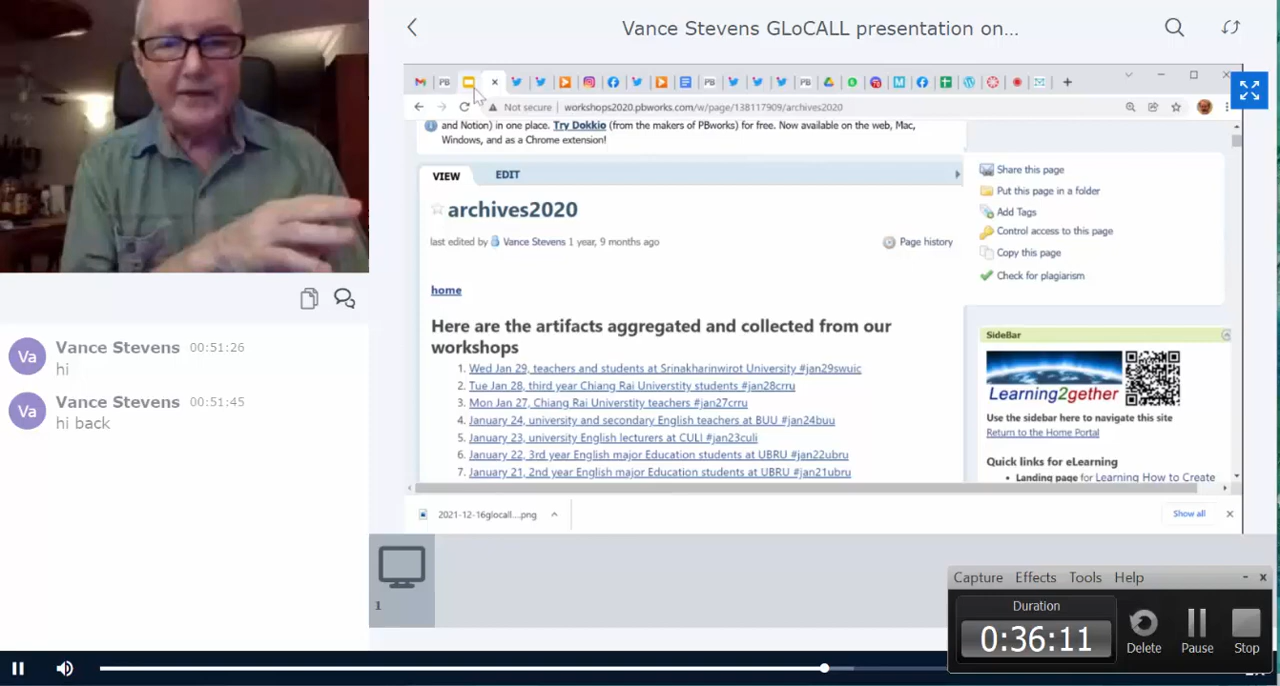 Vance Stevens GLoCALL presentation on...
PB
PB
PB
Not secure
workshops2020.pbworks.com/w/page/138117909/archives2020
and Notion) in one place. Try Dokkio (from the makers of PBworks) for free. Now available on the web, Mac,
Windows, and as a Chrome extension!
VIEW
EDIT
archives2020
last edited by Vance Stevens 1 year, 9 months ago
Page history
home
Here are the artifacts aggregated and collected from our
workshops
1. Wed Jan 29, teachers and students at Srinakharinwirot University #jan29swuic
2. Tue Jan 28, third year Chiang Rai Universtity students #jan28crru
3. Mon Jan 27, Chiang Rai Universtity teachers #jan27crru
4. January 24, university and secondary English teachers at BUU #jan24buu
5. January 23, university English lecturers at CULI #jan23culi
6. January 22, 3rd year English major Education students at UBRU #jan22ubru
7. January 21, 2nd year English major Education students at UBRU #jan21ubru
Share this page
Put this page in a folder
Add Tags
Control access to this page
Copy this page
Check for plagiarism
SideBar
Learning2gether
Use the sidebar here to navigate this site
Return to the Home Portal
Quick links for eLearning
• Landing page for Learning How to Create
2021-12-16glocall....png
Show all
Va
Vance Stevens 00:51:26
hi
Va
Vance Stevens 00:51:45
hi back
1
Capture Effects Tools Help
Duration
0:36:11
Delete
Pause
Stop